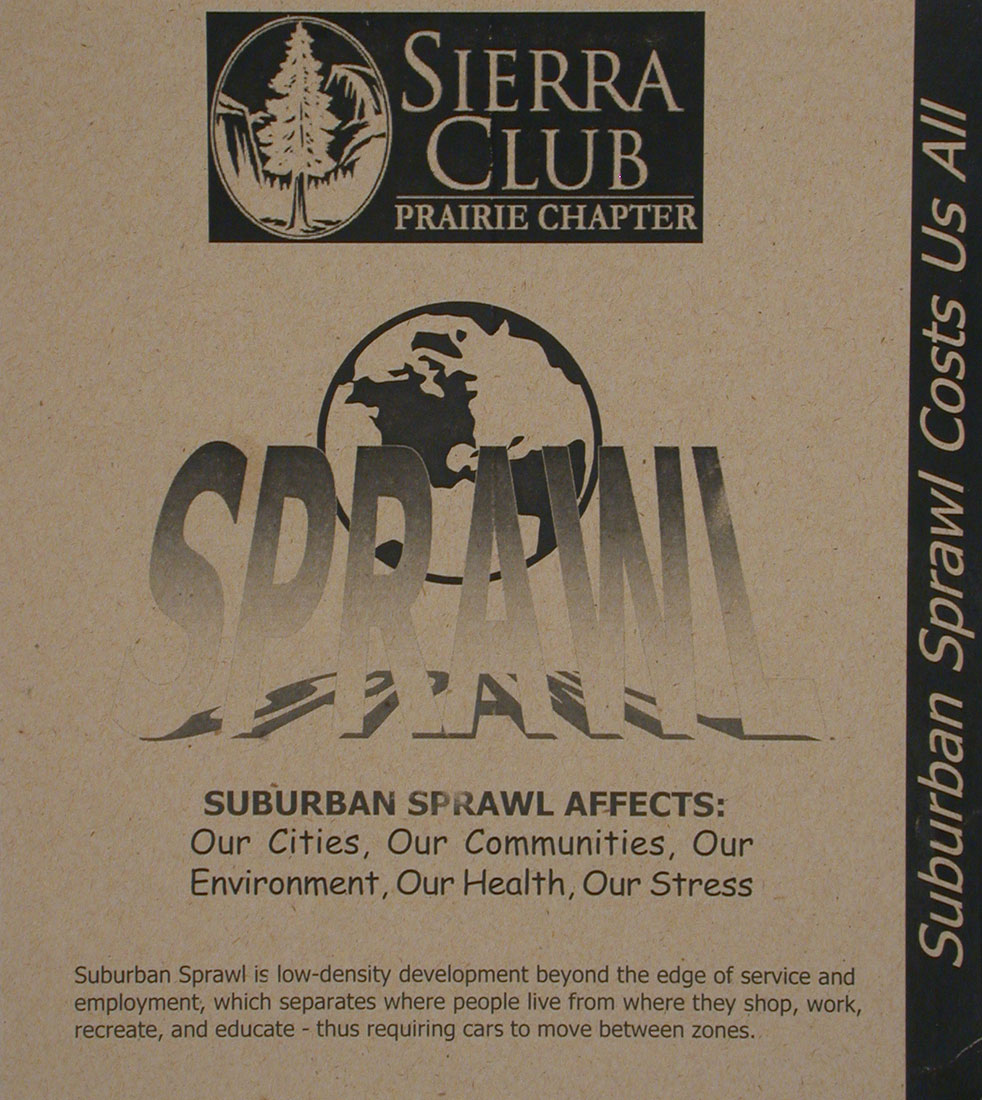 SIERRA
CLUB
PRAIRIE CHAPTER
SPRAWL
SUBURBAN SPRAWL AFFECTS:
Our Cities, Our Communities, Our
Environment, Our Health, Our Stress
Suburban Sprawl is low-density development beyond the edge of service and
employment, which separates where people live from where they shop, work,
recreate, and educate - thus requiring cars to move between zones.
Suburban Sprawl Costs Us All